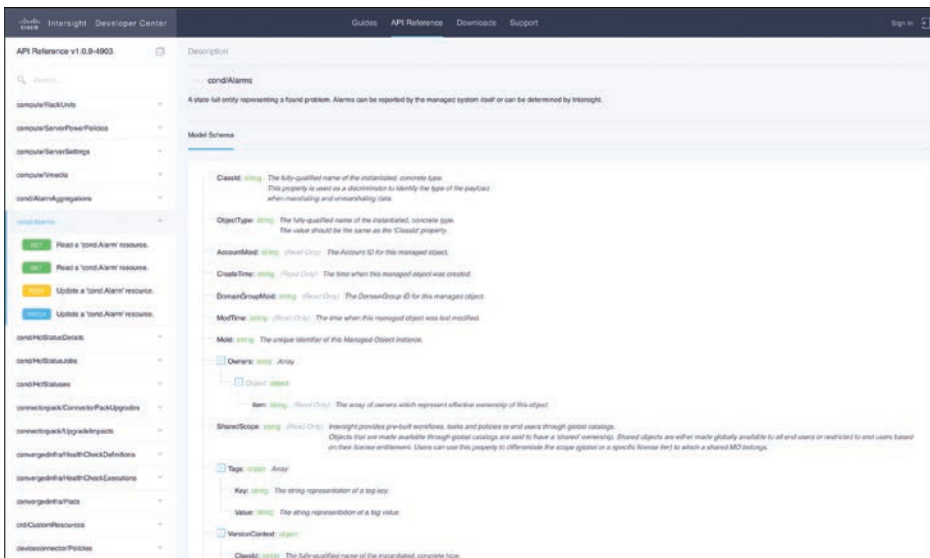 cisco Intersight Developer Center
Guides API Reference Downloads Support
Sign In
API Reference v1.0.9-4903
Search...
compute/RackUnits
compute/ServerPowerPolicies
compute/ServerSettings
compute/Vmedia
cond/AlarmAggregations
cond/Alarms
GET Read a 'cond.Alarm' resource.
GET Read a 'cond.Alarm' resource.
POST Update a 'cond.Alarm' resource.
PATCH Update a 'cond.Alarm' resource.
cond/HclStatusDetails
cond/HclStatusJobs
cond/HclStatuses
connectorpack/ConnectorPackUpgrades
connectorpack/UpgradeImpacts
convergedinfra/HealthCheckDefinitions
convergedinfra/HealthCheckExecutions
convergedinfra/Pods
crd/CustomResources
deviceconnector/Policies
Description
cond/Alarms
A state-full entity representing a found problem. Alarms can be reported by the managed system itself or can be determined by Intersight.
Model Schema
ClassId: string The fully-qualified name of the instantiated, concrete type.
This property is used as a discriminator to identify the type of the payload
when marshaling and unmarshaling data.
ObjectType: string The fully-qualified name of the instantiated, concrete type.
The value should be the same as the 'ClassId' property.
AccountMoid: string (Read Only) The Account ID for this managed object.
CreateTime: string (Read Only) The time when this managed object was created.
DomainGroupMoid: string (Read Only) The DomainGroup ID for this managed object.
ModTime: string (Read Only) The time when this managed object was last modified.
Moid: string The unique identifier of this Managed Object instance.
Owners: array Array
Object: object
item: string (Read Only) The array of owners which represent effective ownership of this object.
SharedScope: string (Read Only) Intersight provides pre-built workflows, tasks and policies to end users through global catalogs.
Objects that are made available through global catalogs are said to have a 'shared' ownership. Shared objects are either made globally available to all end users or restricted to end users based
on their license entitlement. Users can use this property to differentiate the scope (global or a specific license tier) to which a shared MO belongs.
Tags: Array
Key: string The string representation of a tag key.
Value: string The string representation of a tag value.
VersionContext: object
ClassId: string The fully-qualified name of the instantiated, concrete type.